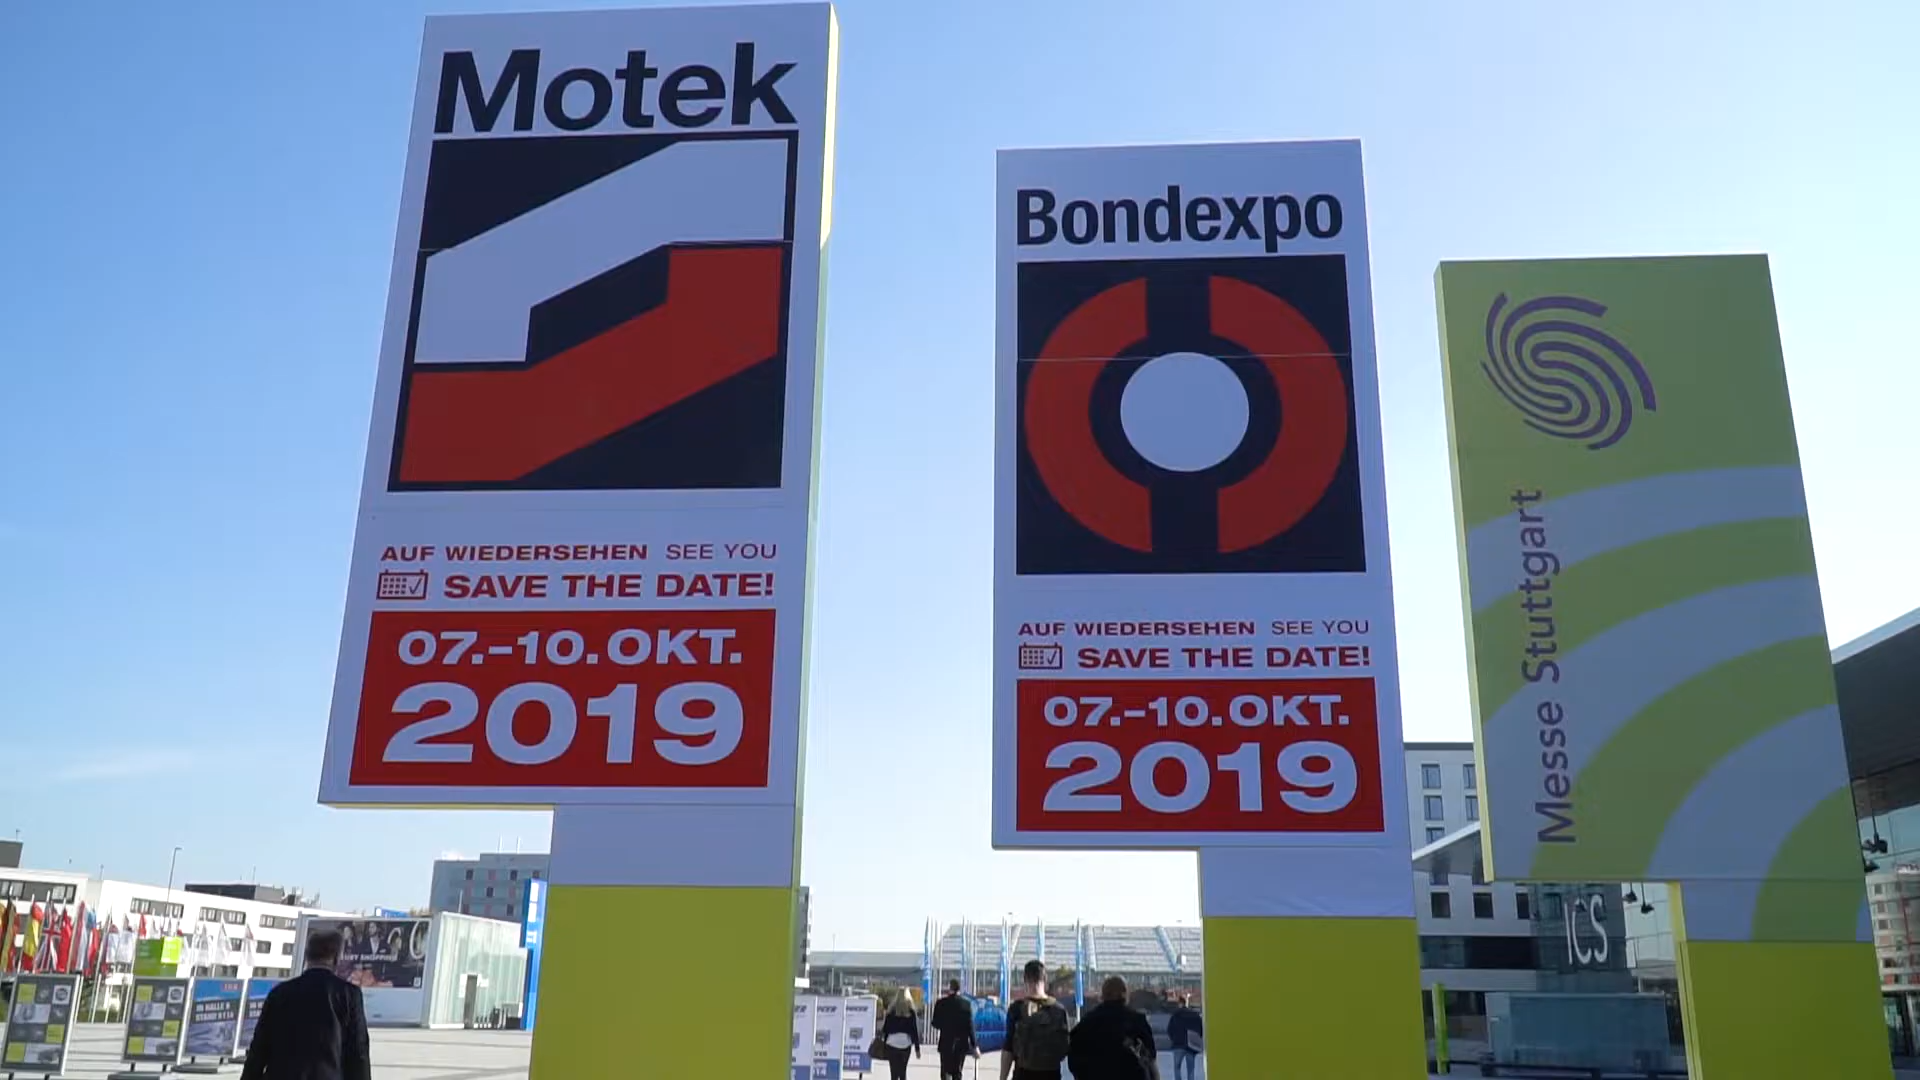 Motek
AUF WIEDERSEHEN SEE YOU
SAVE THE DATE!
07.–10. OKT.
2019
Bondexpo
AUF WIEDERSEHEN SEE YOU
SAVE THE DATE!
07.–10. OKT.
2019
Messe Stuttgart
ICS